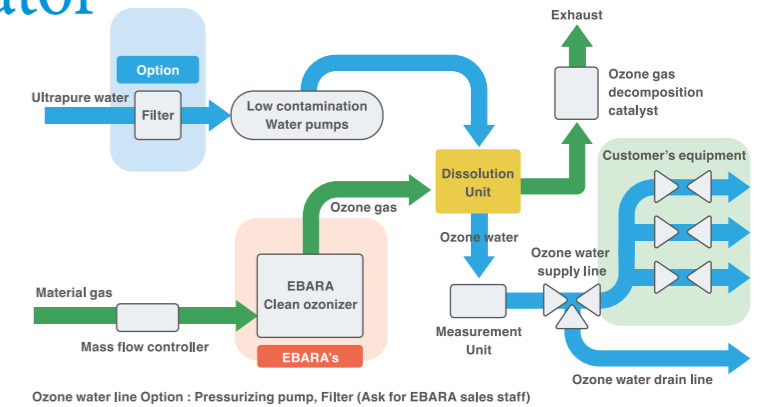 Exhaust
Option
Ultrapure water
Filter
Low contamination
Water pumps
Ozone gas
decomposition
catalyst
Customer's equipment
Dissolution
Unit
Ozone gas
Ozone water
Ozone water
supply line
EBARA
Clean ozonizer
Material gas
Mass flow controller
EBARA's
Measurement
Unit
Ozone water drain line
Ozone water line Option : Pressurizing pump, Filter (Ask for EBARA sales staff)